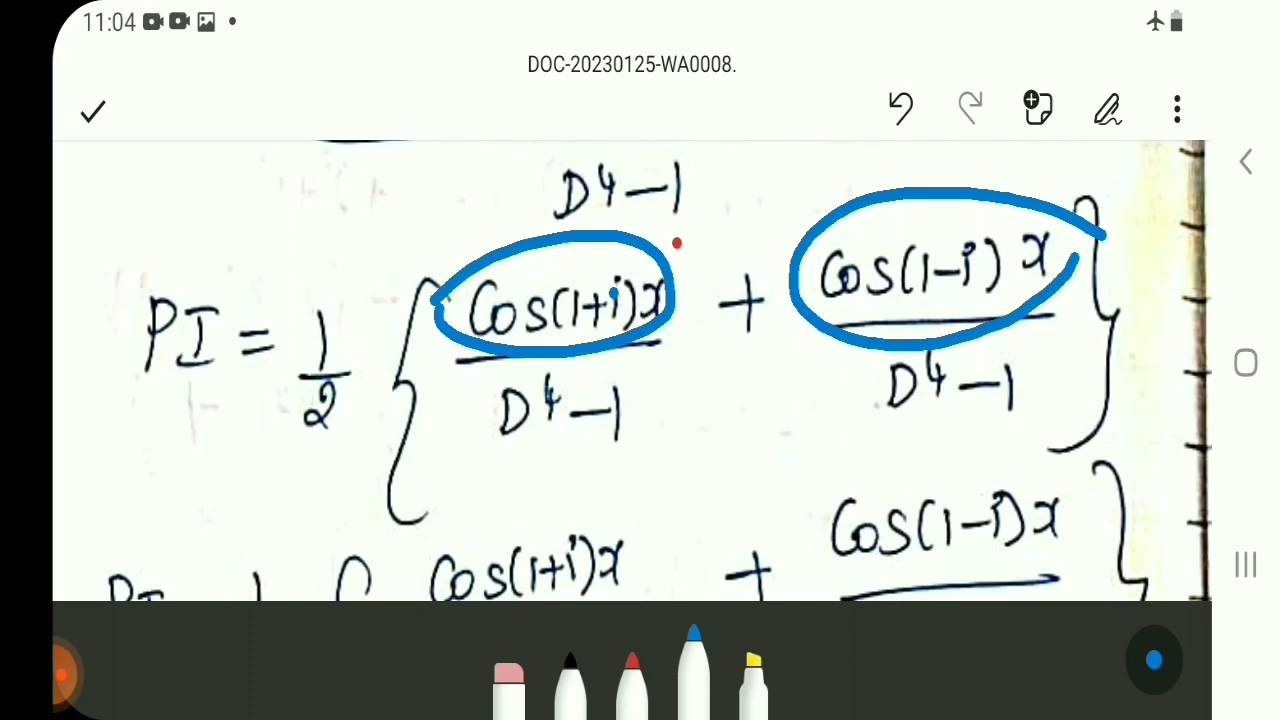 11:04
DOC-20230125-WA0008.
D⁴-1
PI = 1/2 { Cos(1+i)x / D⁴-1 + Cos(1-i)x / D⁴-1 }
Cos(1+i)x + Cos(1-i)x }